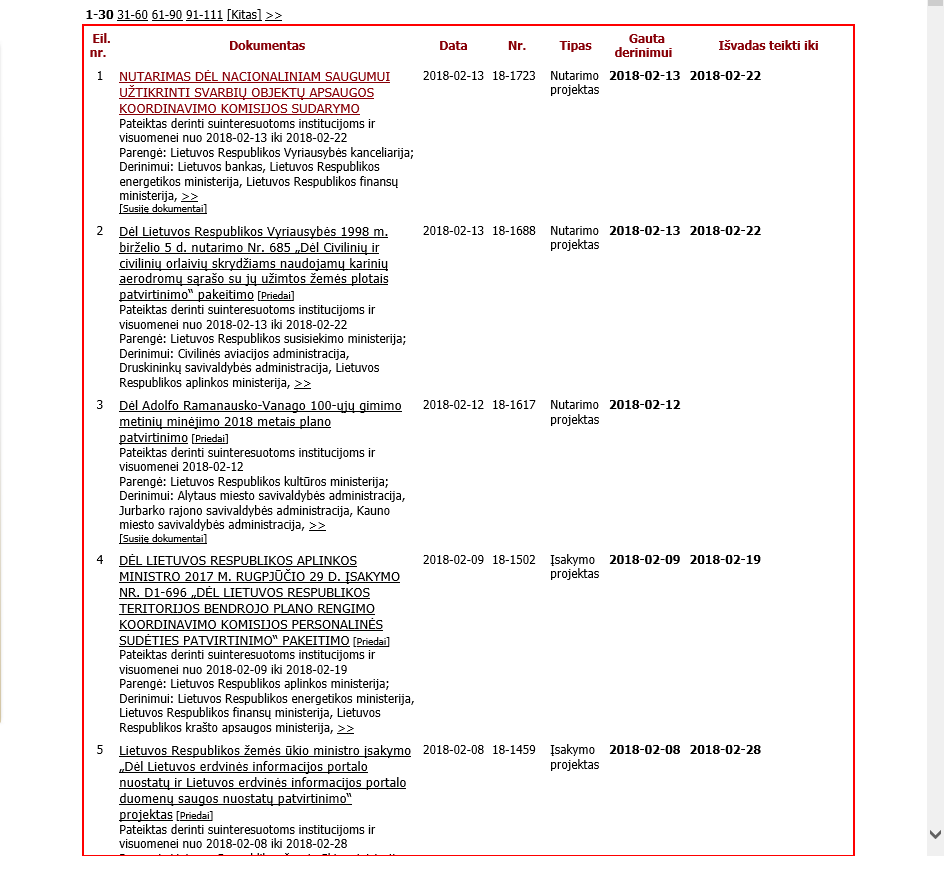 1-30 31-60 61-90 91-111 [Kitas] >>
Eil. nr. Dokumentas Data Nr. Tipas Gauta derinimui Išvadas teikti iki
1 NUTARIMAS DĖL NACIONALINIAM SAUGUMUI 2018-02-13 18-1723 Nutarimo 2018-02-13 2018-02-22
UŽTIKRINTI SVARBIŲ OBJEKTŲ APSAUGOS projektas
KOORDINAVIMO KOMISIJOS SUDARYMO
Pateiktas derinti suinteresuotoms institucijoms ir
visuomenei nuo 2018-02-13 iki 2018-02-22
Parengė: Lietuvos Respublikos Vyriausybės kanceliarija;
Derinimui: Lietuvos bankas, Lietuvos Respublikos
energetikos ministerija, Lietuvos Respublikos finansų
ministerija, >>
[Susiję dokumentai]
2 Dėl Lietuvos Respublikos Vyriausybės 1998 m. 2018-02-13 18-1688 Nutarimo 2018-02-13 2018-02-22
birželio 5 d. nutarimo Nr. 685 „Dėl Civilinių ir projektas
civilinių orlaivių skrydžiams naudojamų karinių
aerodromų sąrašo su jų užimtos žemės plotais
patvirtinimo“ pakeitimo [Priedai]
Pateiktas derinti suinteresuotoms institucijoms ir
visuomenei nuo 2018-02-13 iki 2018-02-22
Parengė: Lietuvos Respublikos susisiekimo ministerija;
Derinimui: Civilinės aviacijos administracija,
Druskininkų savivaldybės administracija, Lietuvos
Respublikos aplinkos ministerija, >>
3 Dėl Adolfo Ramanausko-Vanago 100-ųjų gimimo 2018-02-12 18-1617 Nutarimo 2018-02-12
metinių minėjimo 2018 metais plano projektas
patvirtinimo [Priedai]
Pateiktas derinti suinteresuotoms institucijoms ir
visuomenei 2018-02-12
Parengė: Lietuvos Respublikos kultūros ministerija;
Derinimui: Alytaus miesto savivaldybės administracija,
Jurbarko rajono savivaldybės administracija, Kauno
miesto savivaldybės administracija, >>
[Susiję dokumentai]
4 DĖL LIETUVOS RESPUBLIKOS APLINKOS 2018-02-09 18-1502 Įsakymo 2018-02-09 2018-02-19
MINISTRO 2017 M. RUGPJŪČIO 29 D. ĮSAKYMO projektas
NR. D1-696 „DĖL LIETUVOS RESPUBLIKOS
TERITORIJOS BENDROJO PLANO RENGIMO
KOORDINAVIMO KOMISIJOS PERSONALINĖS
SUDĖTIES PATVIRTINIMO“ PAKEITIMO [Priedai]
Pateiktas derinti suinteresuotoms institucijoms ir
visuomenei nuo 2018-02-09 iki 2018-02-19
Parengė: Lietuvos Respublikos aplinkos ministerija;
Derinimui: Lietuvos Respublikos energetikos ministerija,
Lietuvos Respublikos finansų ministerija, Lietuvos
Respublikos krašto apsaugos ministerija, >>
5 Lietuvos Respublikos žemės ūkio ministro įsakymo 2018-02-08 18-1459 Įsakymo 2018-02-08 2018-02-28
„Dėl Lietuvos erdvinės informacijos portalo projektas
nuostatų ir Lietuvos erdvinės informacijos portalo
duomenų saugos nuostatų patvirtinimo“
projektas [Priedai]
Pateiktas derinti suinteresuotoms institucijoms ir
visuomenei nuo 2018-02-08 iki 2018-02-28